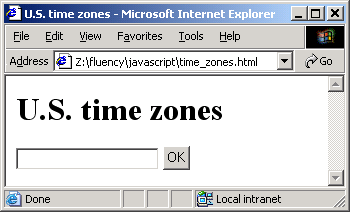 U.S. time zones - Microsoft Internet Explorer
File Edit View Favorites Tools Help
Address Z:\fluency\javascript\time_zones.html Go
U.S. time zones
OK
Done Local intranet